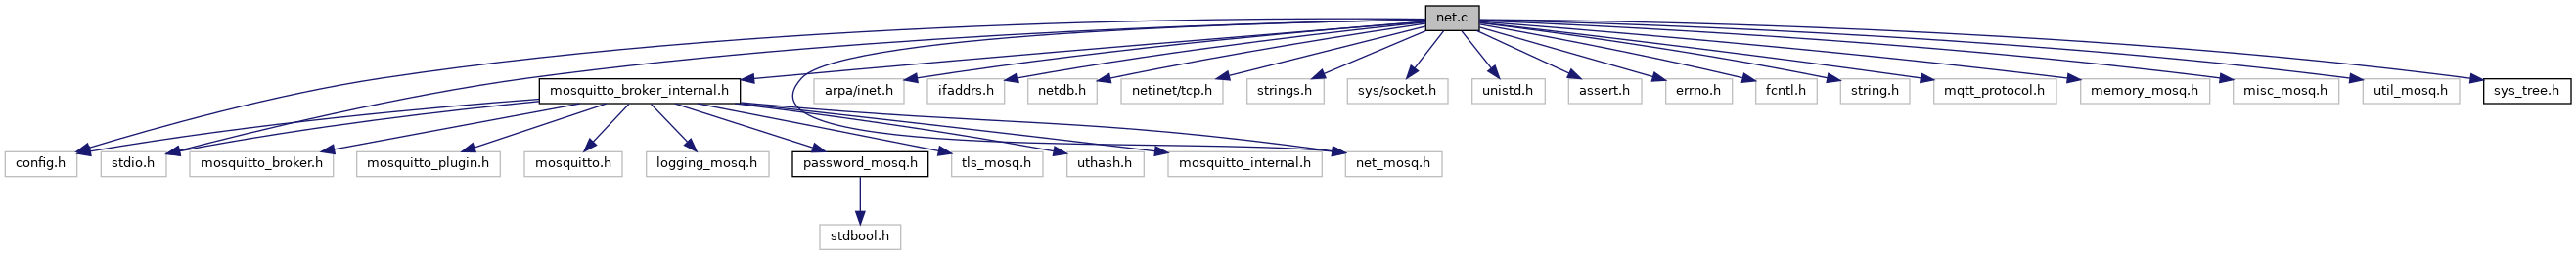 net.c
mosquitto_broker_internal.h
arpa/inet.h
ifaddrs.h
netdb.h
netinet/tcp.h
strings.h
sys/socket.h
unistd.h
assert.h
errno.h
fcntl.h
string.h
mqtt_protocol.h
memory_mosq.h
misc_mosq.h
util_mosq.h
sys_tree.h
config.h
stdio.h
mosquitto_broker.h
mosquitto_plugin.h
mosquitto.h
logging_mosq.h
password_mosq.h
tls_mosq.h
uthash.h
mosquitto_internal.h
net_mosq.h
stdbool.h